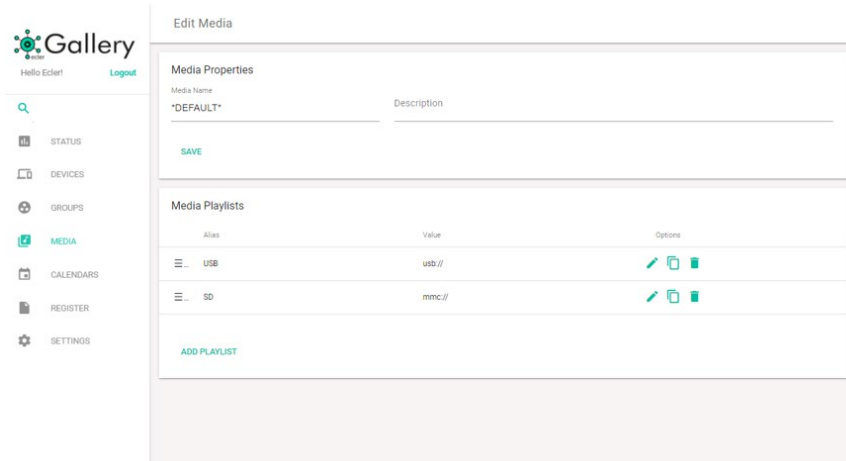 Gallery
ecler
Hello Ecler!
Logout
STATUS
DEVICES
GROUPS
MEDIA
CALENDARS
REGISTER
SETTINGS
Edit Media
Media Properties
Media Name
*DEFAULT*
Description
SAVE
Media Playlists
Alias Value Options
USB usb://
SD mmc://
ADD PLAYLIST